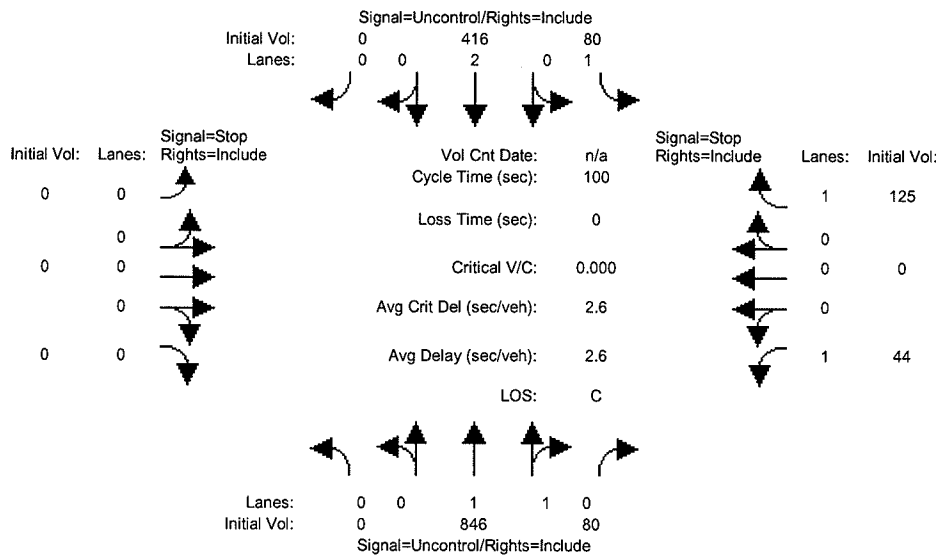 Signal=Uncontrol/Rights=Include
Initial Vol: 0 416 80
Lanes: 0 0 2 0 1
Signal=Stop
Initial Vol: Lanes: Rights=Include
Vol Cnt Date: n/a
Signal=Stop
Rights=Include Lanes: Initial Vol:
Cycle Time (sec): 100
0 0
1 125
Loss Time (sec): 0
0
0
0 0
Critical V/C: 0.000
0 0
0
Avg Crit Del (sec/veh): 2.6
0
0 0
Avg Delay (sec/veh): 2.6
1 44
LOS: C
Lanes: 0 0 1 1 0
Initial Vol: 0 846 80
Signal=Uncontrol/Rights=Include